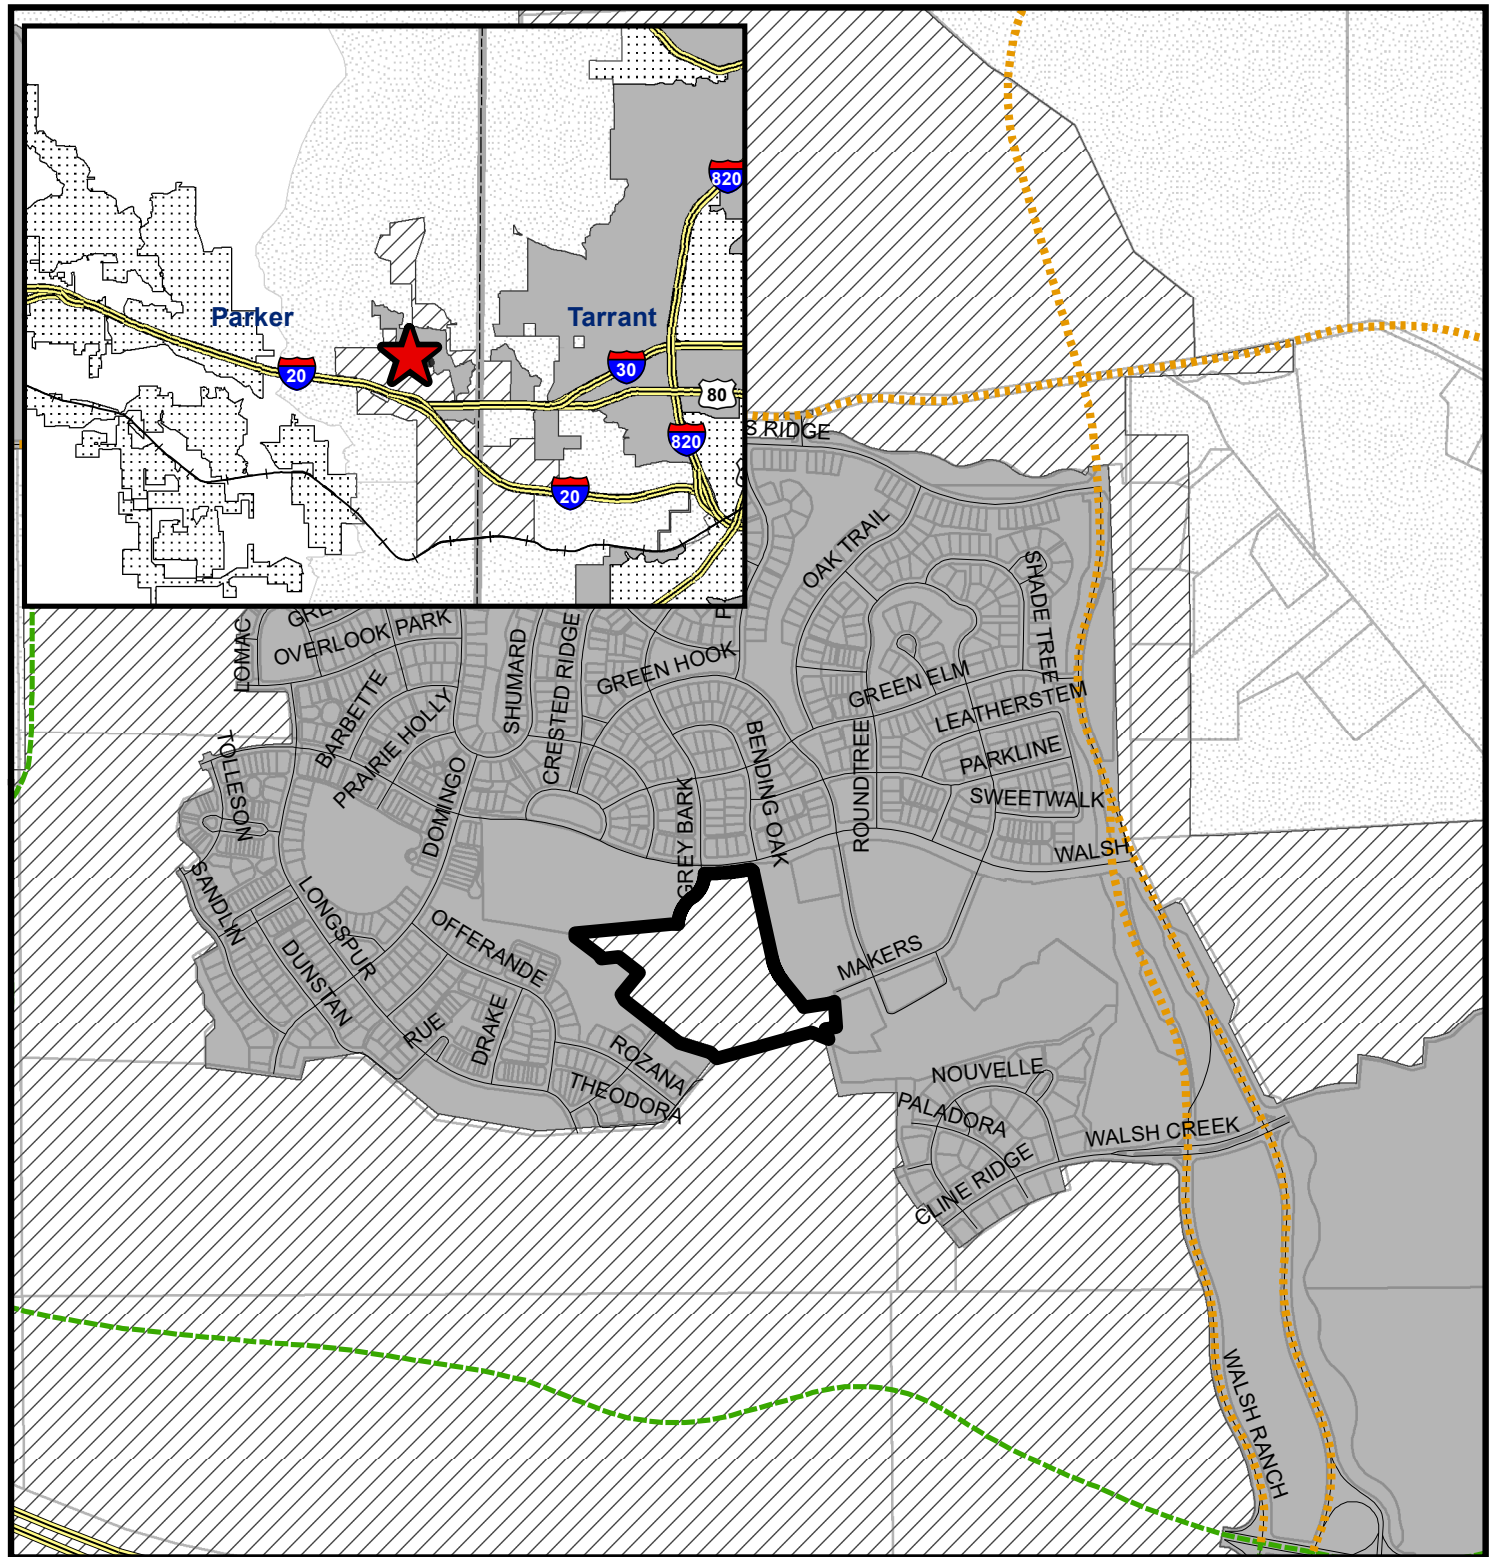 820
Parker
Tarrant
20
30
80
820
20
S RIDGE
OAK TRAIL
SHADE TREE
LOMAC
OVERLOOK PARK
SHUMARD
CRESTED RIDGE
GREEN HOOK
GREEN ELM
LEATHERSTEM
BARBETTE
PRAIRIE HOLLY
BENDING OAK
ROUNDTREE
PARKLINE
TOLLESON
DOMINGO
GREY BARK
SWEETWALK
WALSH
SANDLIN
LONGSPUR
OFFERANDE
DUNSTAN
MAKERS
RUE
DRAKE
ROZANA
THEODORA
NOUVELLE
PALADORA
WALSH CREEK
CLINE RIDGE
WALSH RANCH